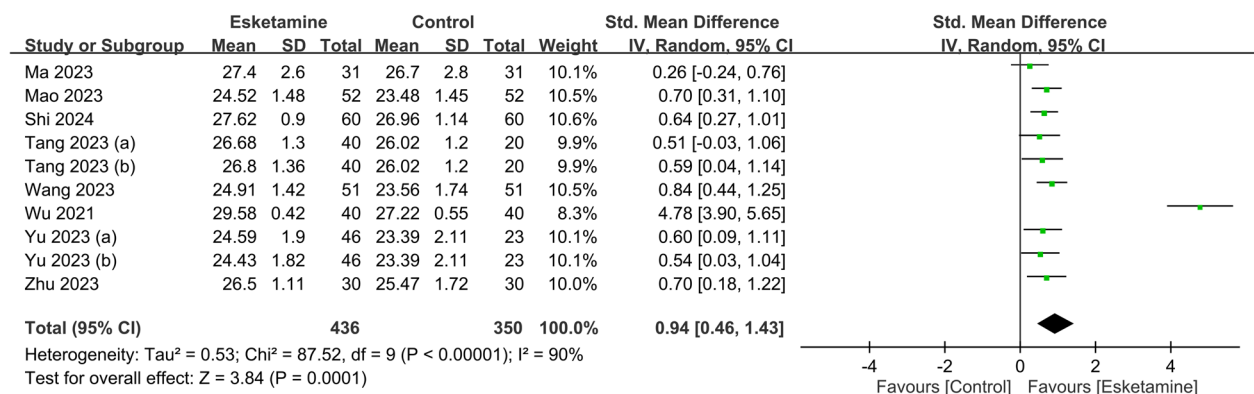 Esketamine Control Std. Mean Difference Std. Mean Difference
Study or Subgroup Mean SD Total Mean SD Total Weight IV, Random, 95% CI IV, Random, 95% CI
Ma 2023 27.4 2.6 31 26.7 2.8 31 10.1% 0.26 [-0.24, 0.76]
Mao 2023 24.52 1.48 52 23.48 1.45 52 10.5% 0.70 [0.31, 1.10]
Shi 2024 27.62 0.9 60 26.96 1.14 60 10.6% 0.64 [0.27, 1.01]
Tang 2023 (a) 26.68 1.3 40 26.02 1.2 20 9.9% 0.51 [-0.03, 1.06]
Tang 2023 (b) 26.8 1.36 40 26.02 1.2 20 9.9% 0.59 [0.04, 1.14]
Wang 2023 24.91 1.42 51 23.56 1.74 51 10.5% 0.84 [0.44, 1.25]
Wu 2021 29.58 0.42 40 27.22 0.55 40 8.3% 4.78 [3.90, 5.65]
Yu 2023 (a) 24.59 1.9 46 23.39 2.11 23 10.1% 0.60 [0.09, 1.11]
Yu 2023 (b) 24.43 1.82 46 23.39 2.11 23 10.1% 0.54 [0.03, 1.04]
Zhu 2023 26.5 1.11 30 25.47 1.72 30 10.0% 0.70 [0.18, 1.22]
Total (95% CI) 436 350 100.0% 0.94 [0.46, 1.43]
Heterogeneity: Tau² = 0.53; Chi² = 87.52, df = 9 (P < 0.00001); I² = 90%
Test for overall effect: Z = 3.84 (P = 0.0001)
-4 -2 0 2 4
Favours [Control] Favours [Esketamine]